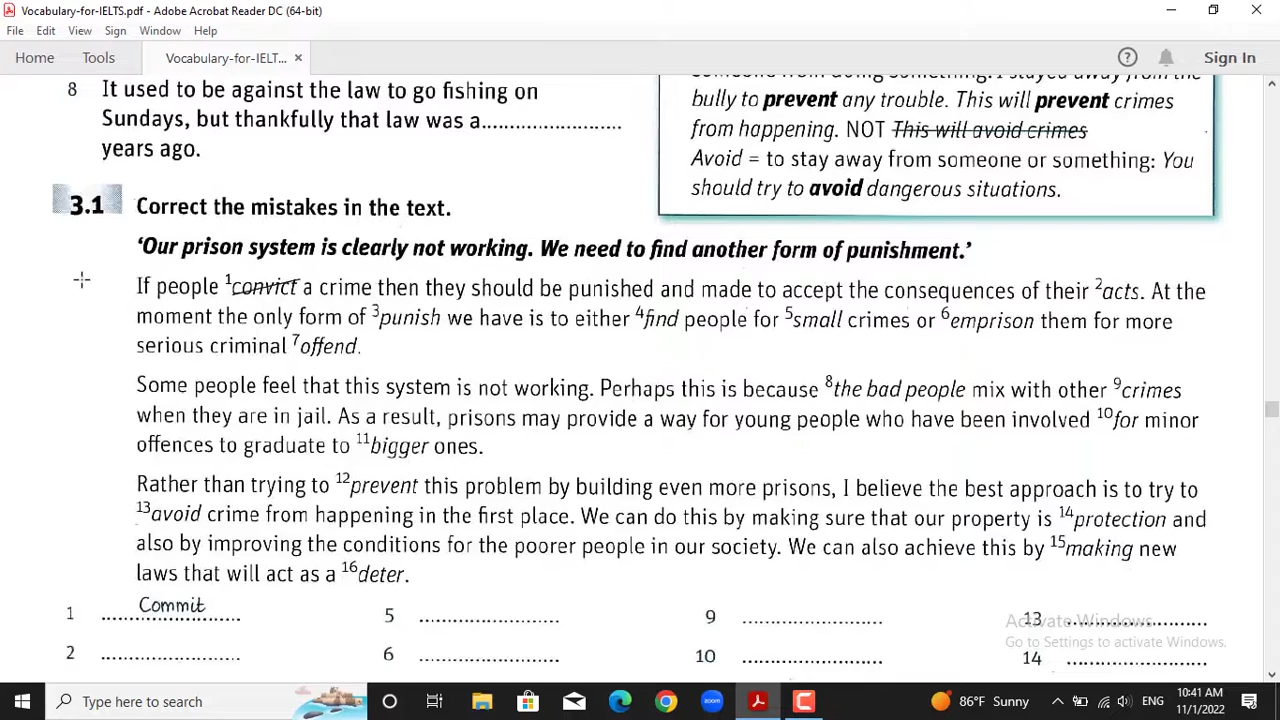 Vocabulary-for-IELTS.pdf - Adobe Acrobat Reader DC (64-bit)
File Edit View Sign Window Help
Home Tools Vocabulary-for-IELT... × Sign In
8 It used to be against the law to go fishing on
Sundays, but thankfully that law was a........................
years ago.
someone from doing something: I stayed away from the
bully to prevent any trouble. This will prevent crimes
from happening. NOT This will avoid crimes
Avoid = to stay away from someone or something: You
should try to avoid dangerous situations.
3.1 Correct the mistakes in the text.
'Our prison system is clearly not working. We need to find another form of punishment.'
If people 1convict a crime then they should be punished and made to accept the consequences of their 2acts. At the
moment the only form of 3punish we have is to either 4find people for 5small crimes or 6emprison them for more
serious criminal 7offend.
Some people feel that this system is not working. Perhaps this is because 8the bad people mix with other 9crimes
when they are in jail. As a result, prisons may provide a way for young people who have been involved 10for minor
offences to graduate to 11bigger ones.
Rather than trying to 12prevent this problem by building even more prisons, I believe the best approach is to try to
13avoid crime from happening in the first place. We can do this by making sure that our property is 14protection and
also by improving the conditions for the poorer people in our society. We can also achieve this by 15making new
laws that will act as a 16deter.
1 Commit 5 ........................ 9 ........................ 13 ........................
2 ........................ 6 ........................ 10 ........................ 14 ........................
Activate Windows
Go to Settings to activate Windows.
Type here to search
zoom
86°F Sunny
ENG
10:41 AM
11/1/2022